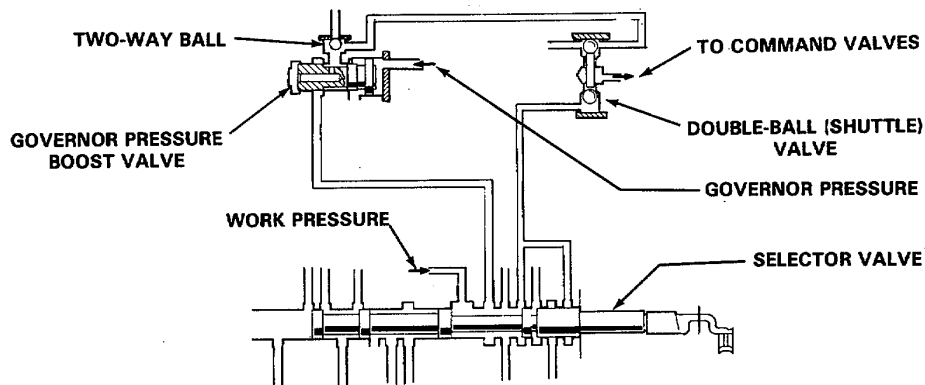 TWO-WAY BALL
TO COMMAND VALVES
GOVERNOR PRESSURE
BOOST VALVE
DOUBLE-BALL (SHUTTLE)
VALVE
GOVERNOR PRESSURE
WORK PRESSURE
SELECTOR VALVE